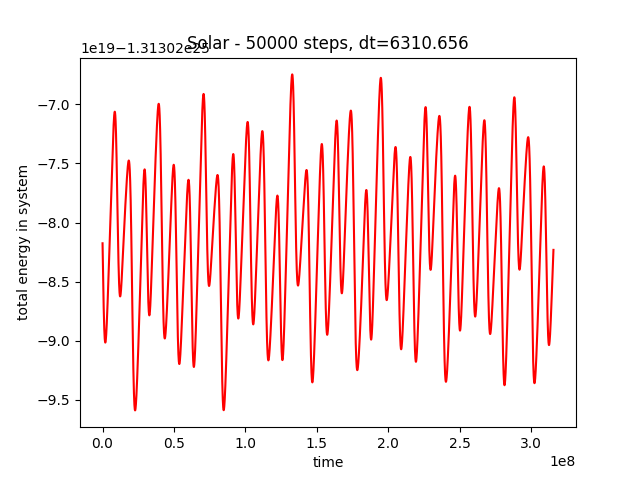 Solar - 50000 steps, dt=6310.656
1e19−1.31302e25
−7.0
−7.5
−8.0
−8.5
−9.0
−9.5
total energy in system
0.0 0.5 1.0 1.5 2.0 2.5 3.0
1e8
time